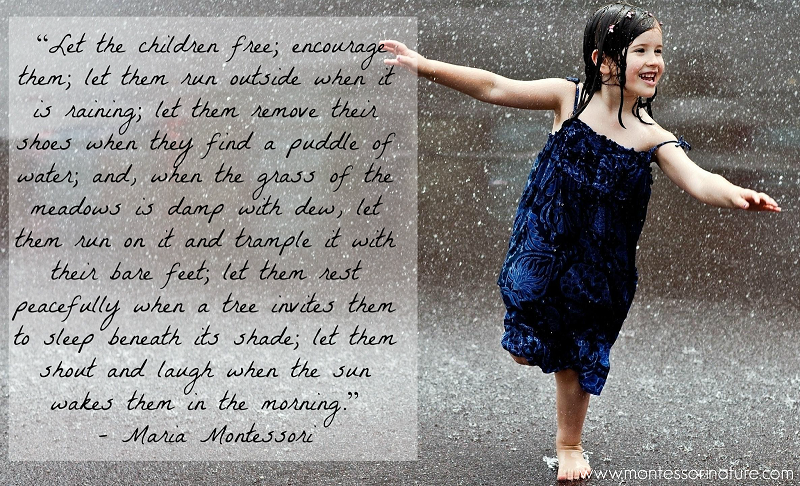 “Let the children free; encourage
them; let them run outside when it
is raining; let them remove their
shoes when they find a puddle of
water; and, when the grass of the
meadows is damp with dew, let
them run on it and trample it with
their bare feet; let them rest
peacefully when a tree invites them
to sleep beneath its shade; let them
shout and laugh when the sun
wakes them in the morning.”
- Maria Montessori
www.montessorinature.com